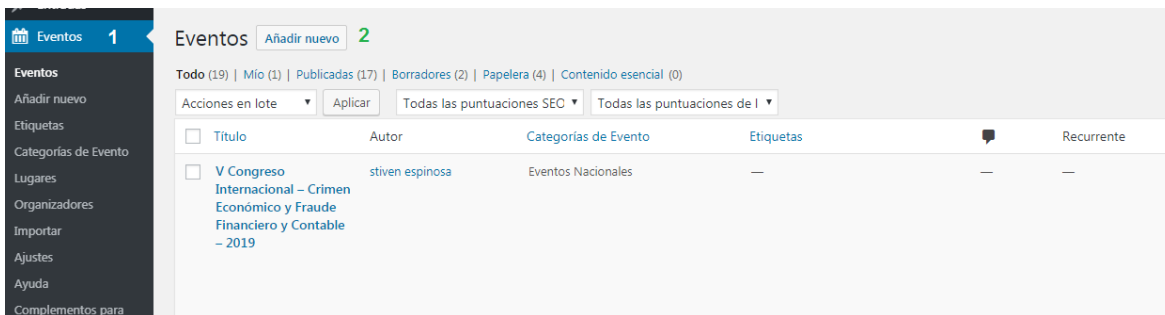 Eventos 1
Eventos
Añadir nuevo
Etiquetas
Categorías de Evento
Lugares
Organizadores
Importar
Ajustes
Ayuda
Complementos para
Eventos Añadir nuevo 2
Todo (19) | Mío (1) | Publicadas (17) | Borradores (2) | Papelera (4) | Contenido esencial (0)
Acciones en lote Aplicar Todas las puntuaciones SEO Todas las puntuaciones de l
Título Autor Categorías de Evento Etiquetas Recurrente
V Congreso stiven espinosa Eventos Nacionales — — —
Internacional – Crimen
Económico y Fraude
Financiero y Contable
– 2019